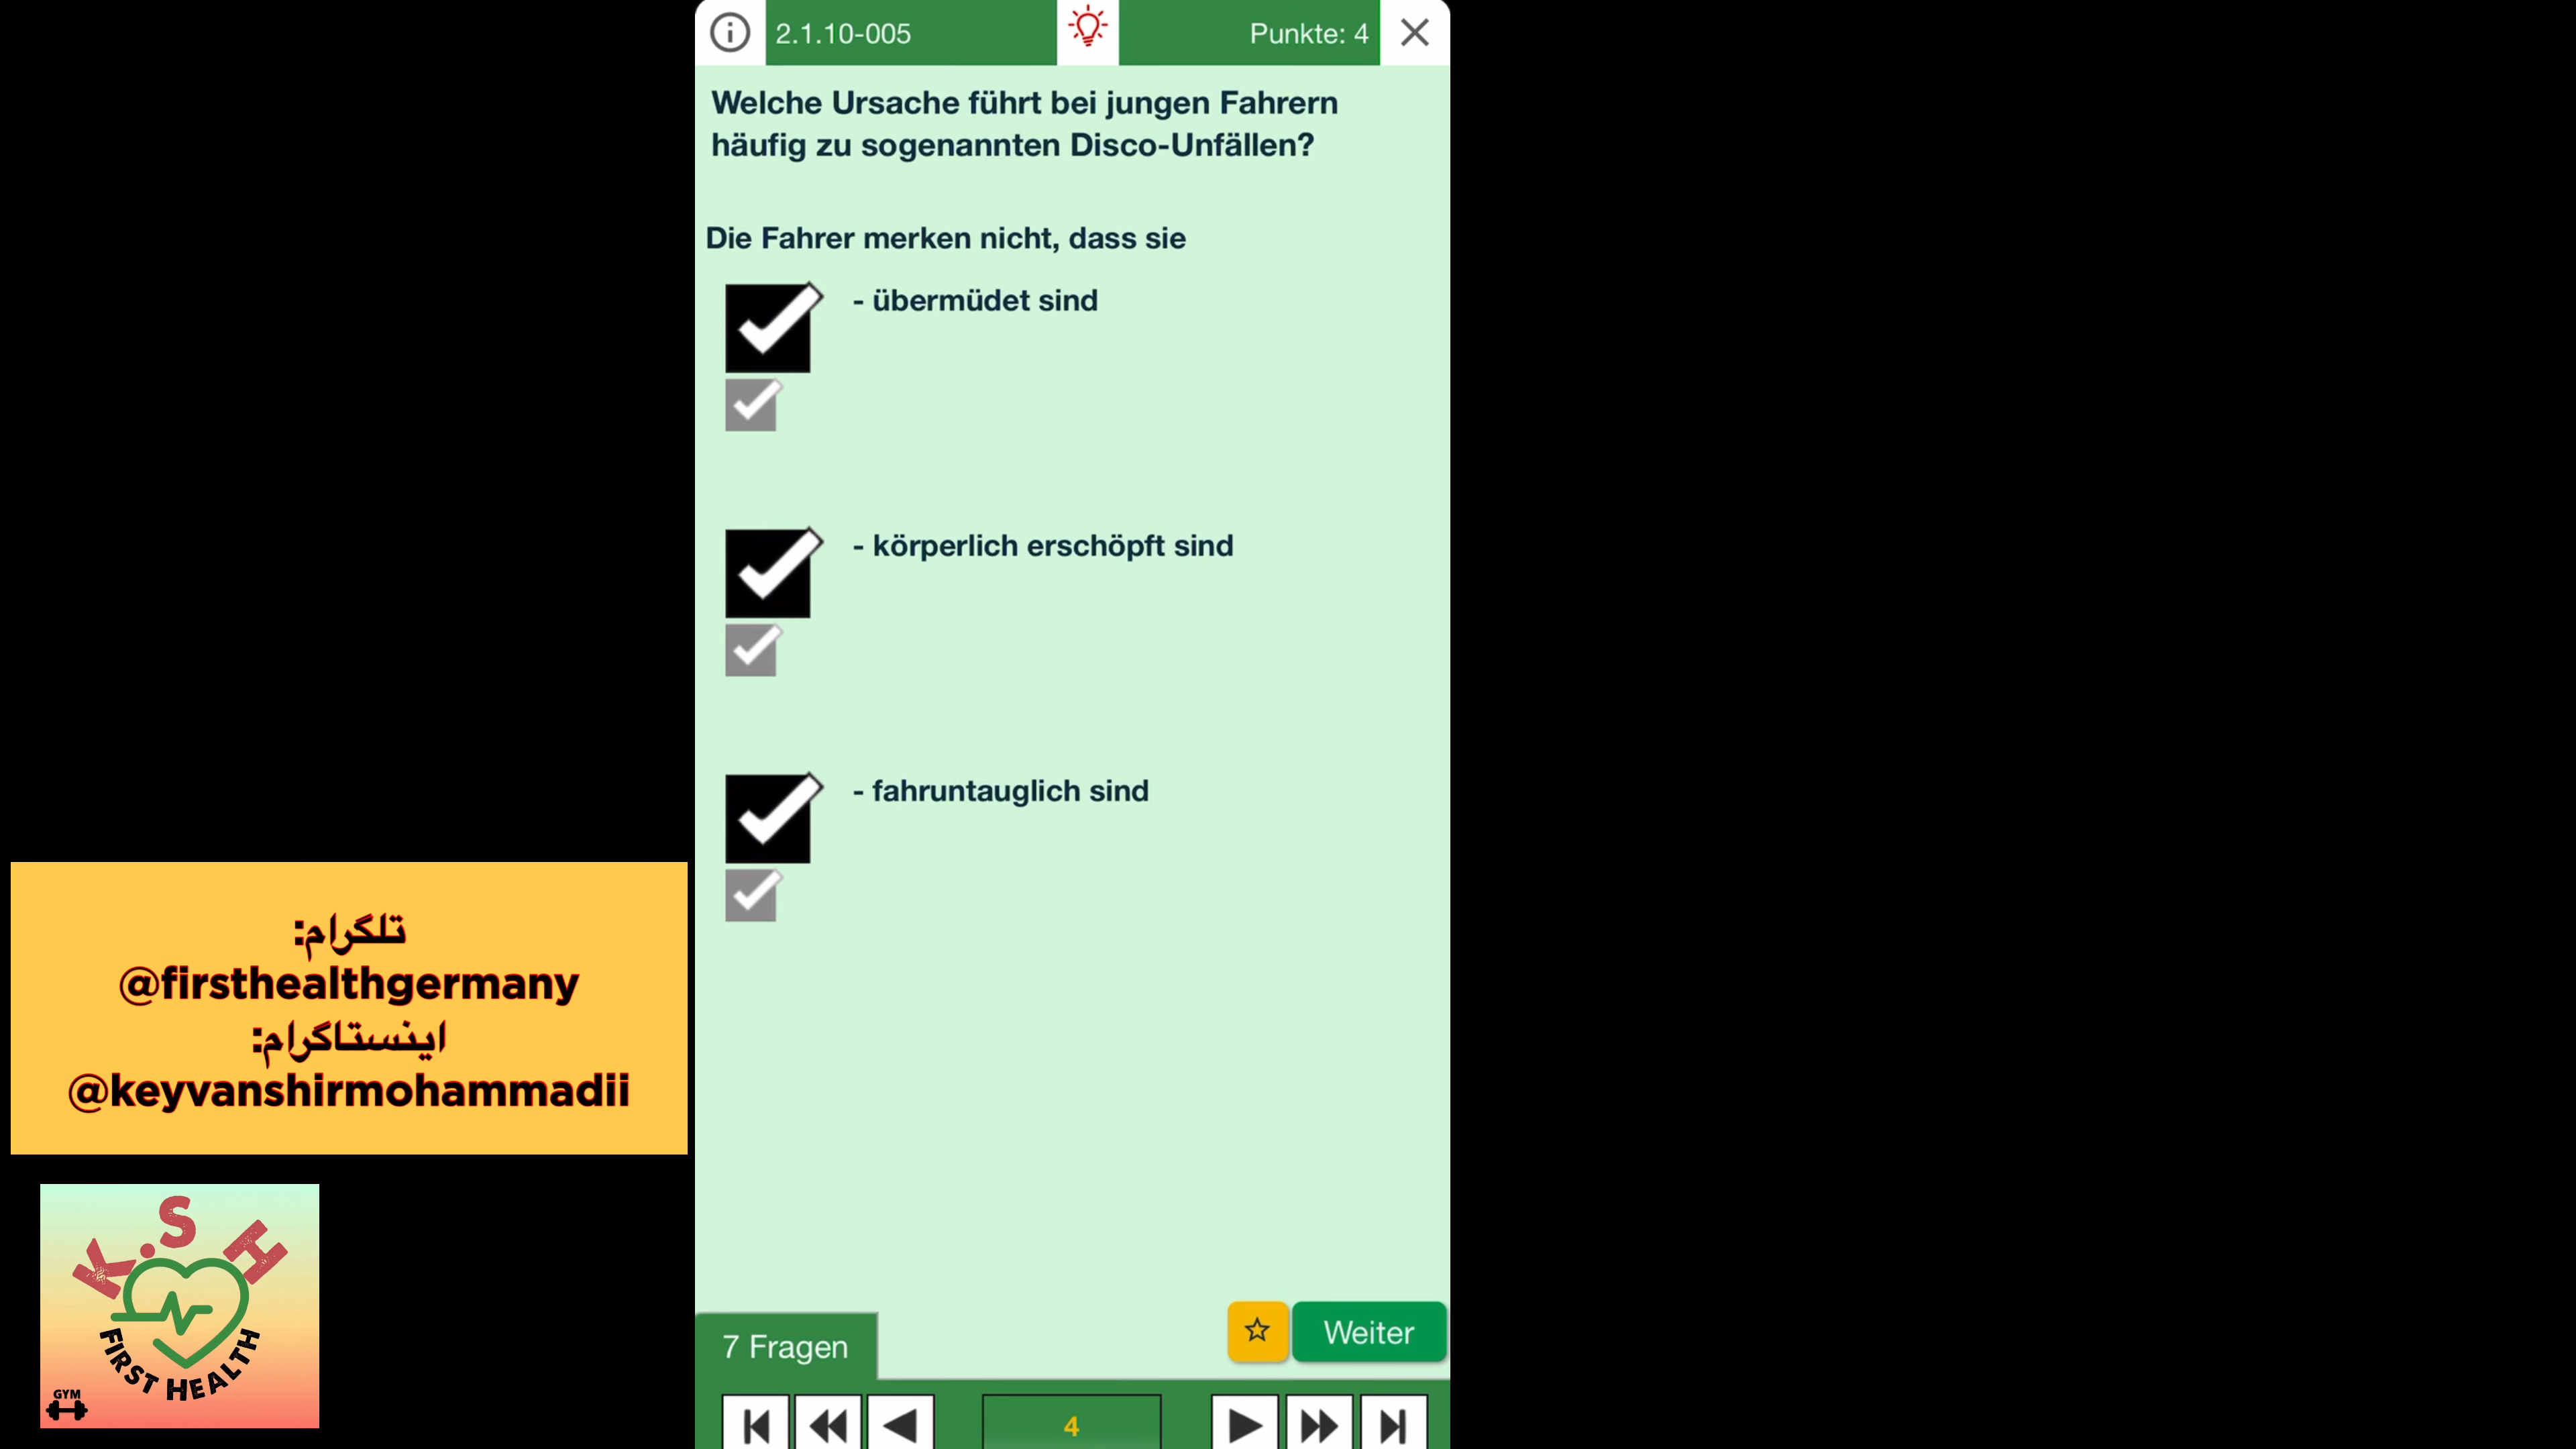 2.1.10-005
Punkte: 4
Welche Ursache führt bei jungen Fahrern
häufig zu sogenannten Disco-Unfällen?
Die Fahrer merken nicht, dass sie
- übermüdet sind
- körperlich erschöpft sind
- fahruntauglich sind
تلگرام:
@firsthealthgermany
اینستاگرام:
@keyvanshirmohammadii
K.SH
FIRST HEALTH
GYM
7 Fragen
Weiter
4